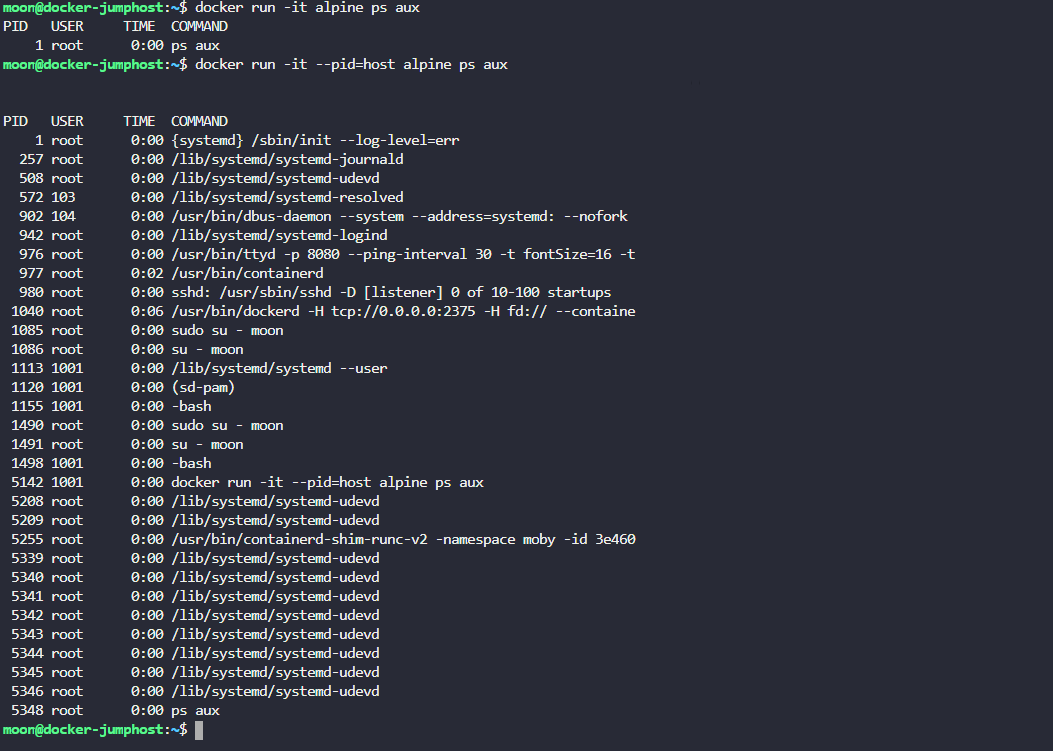 moon@docker-jumphost:~$ docker run -it alpine ps aux
PID   USER     TIME  COMMAND
    1 root      0:00 ps aux
moon@docker-jumphost:~$ docker run -it --pid=host alpine ps aux
PID   USER     TIME  COMMAND
    1 root      0:00 {systemd} /sbin/init --log-level=err
  257 root      0:00 /lib/systemd/systemd-journald
  508 root      0:00 /lib/systemd/systemd-udevd
  572 103       0:00 /lib/systemd/systemd-resolved
  902 104       0:00 /usr/bin/dbus-daemon --system --address=systemd: --nofork
  942 root      0:00 /lib/systemd/systemd-logind
  976 root      0:00 /usr/bin/ttyd -p 8080 --ping-interval 30 -t fontSize=16 -t
  977 root      0:02 /usr/bin/containerd
  980 root      0:00 sshd: /usr/sbin/sshd -D [listener] 0 of 10-100 startups
 1040 root      0:06 /usr/bin/dockerd -H tcp://0.0.0.0:2375 -H fd:// --containe
 1085 root      0:00 sudo su - moon
 1086 root      0:00 su - moon
 1113 1001      0:00 /lib/systemd/systemd --user
 1120 1001      0:00 (sd-pam)
 1155 1001      0:00 -bash
 1490 root      0:00 sudo su - moon
 1491 root      0:00 su - moon
 1498 1001      0:00 -bash
 5142 1001      0:00 docker run -it --pid=host alpine ps aux
 5208 root      0:00 /lib/systemd/systemd-udevd
 5209 root      0:00 /lib/systemd/systemd-udevd
 5255 root      0:00 /usr/bin/containerd-shim-runc-v2 -namespace moby -id 3e460
 5339 root      0:00 /lib/systemd/systemd-udevd
 5340 root      0:00 /lib/systemd/systemd-udevd
 5341 root      0:00 /lib/systemd/systemd-udevd
 5342 root      0:00 /lib/systemd/systemd-udevd
 5343 root      0:00 /lib/systemd/systemd-udevd
 5344 root      0:00 /lib/systemd/systemd-udevd
 5345 root      0:00 /lib/systemd/systemd-udevd
 5346 root      0:00 /lib/systemd/systemd-udevd
 5348 root      0:00 ps aux
moon@docker-jumphost:~$